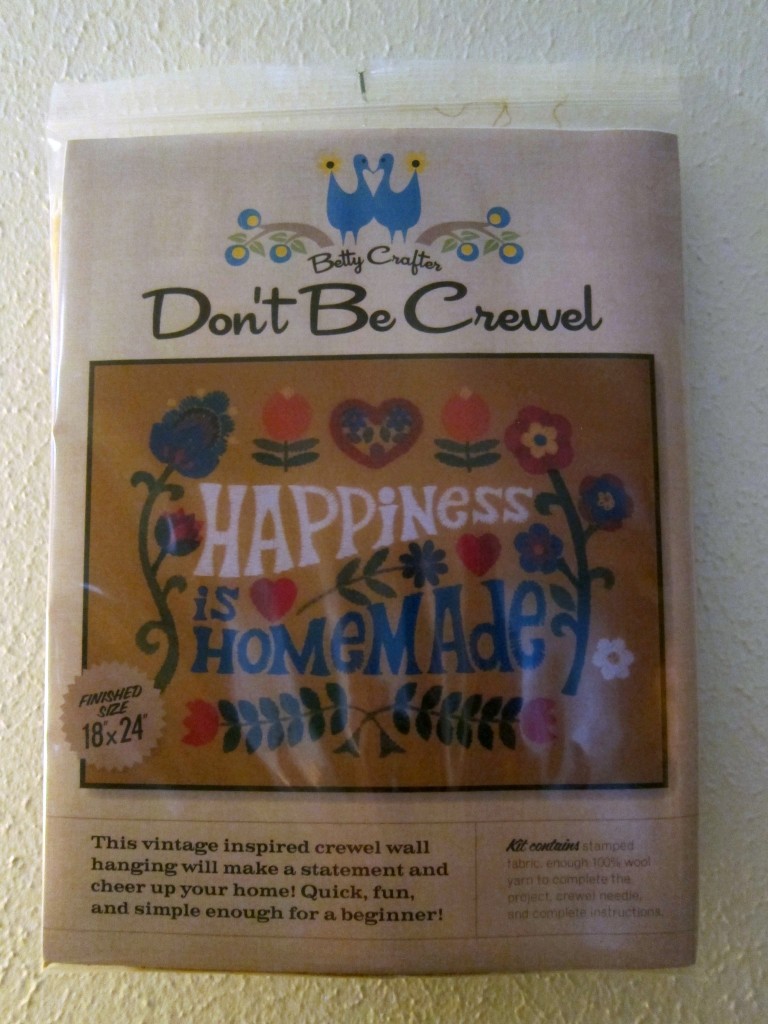 Betty Crafter
Don't Be Crewel
HAPPINESS
is
HOMEMADE
FINISHED
SIZE
18" x 24"
This vintage inspired crewel wall
hanging will make a statement and
cheer up your home! Quick, fun,
and simple enough for a beginner!
Kit contains stamped
fabric, enough 100% wool
yarn to complete the
project, crewel needle,
and complete instructions.